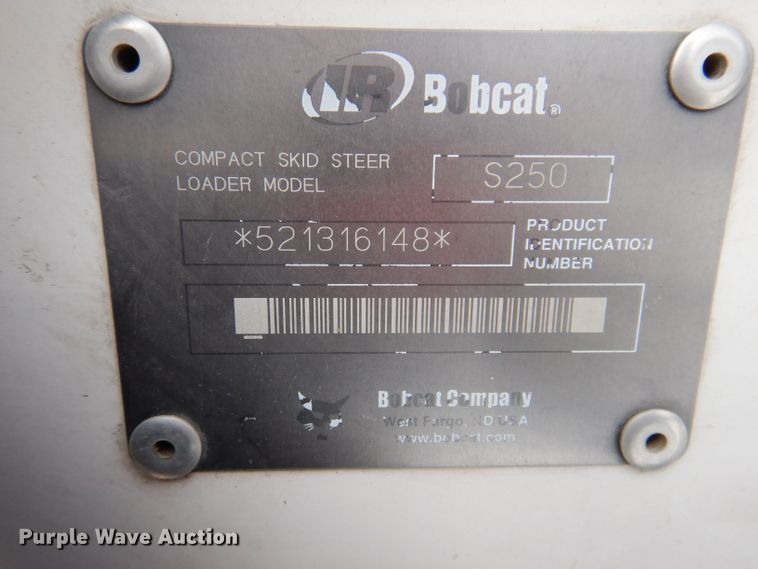 IR Bobcat®
COMPACT SKID STEER
LOADER MODEL
S250
*521316148*
PRODUCT
IDENTIFICATION
NUMBER
Bobcat Company
West Fargo, ND USA
www.bobcat.com
Purple Wave Auction